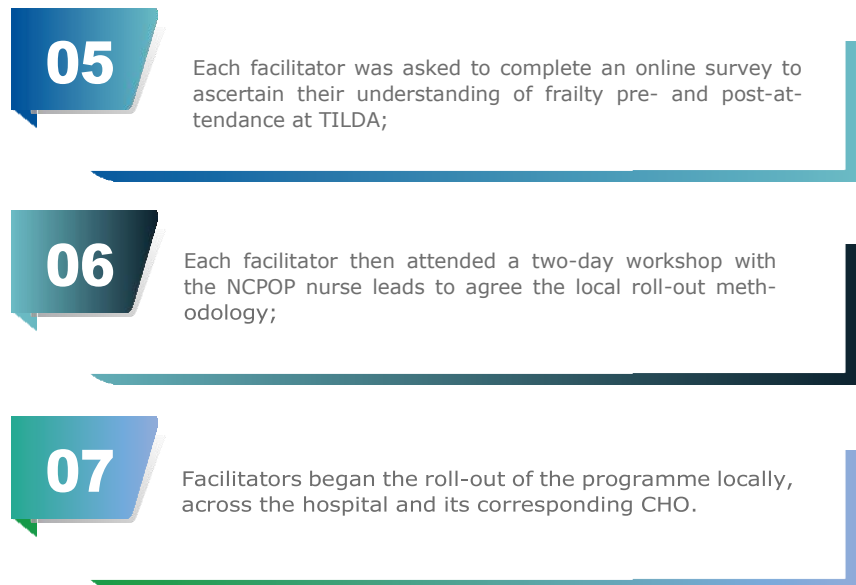 05
Each facilitator was asked to complete an online survey to
ascertain their understanding of frailty pre- and post-at-
tendance at TILDA;
06
Each facilitator then attended a two-day workshop with
the NCPOP nurse leads to agree the local roll-out meth-
odology;
07
Facilitators began the roll-out of the programme locally,
across the hospital and its corresponding CHO.